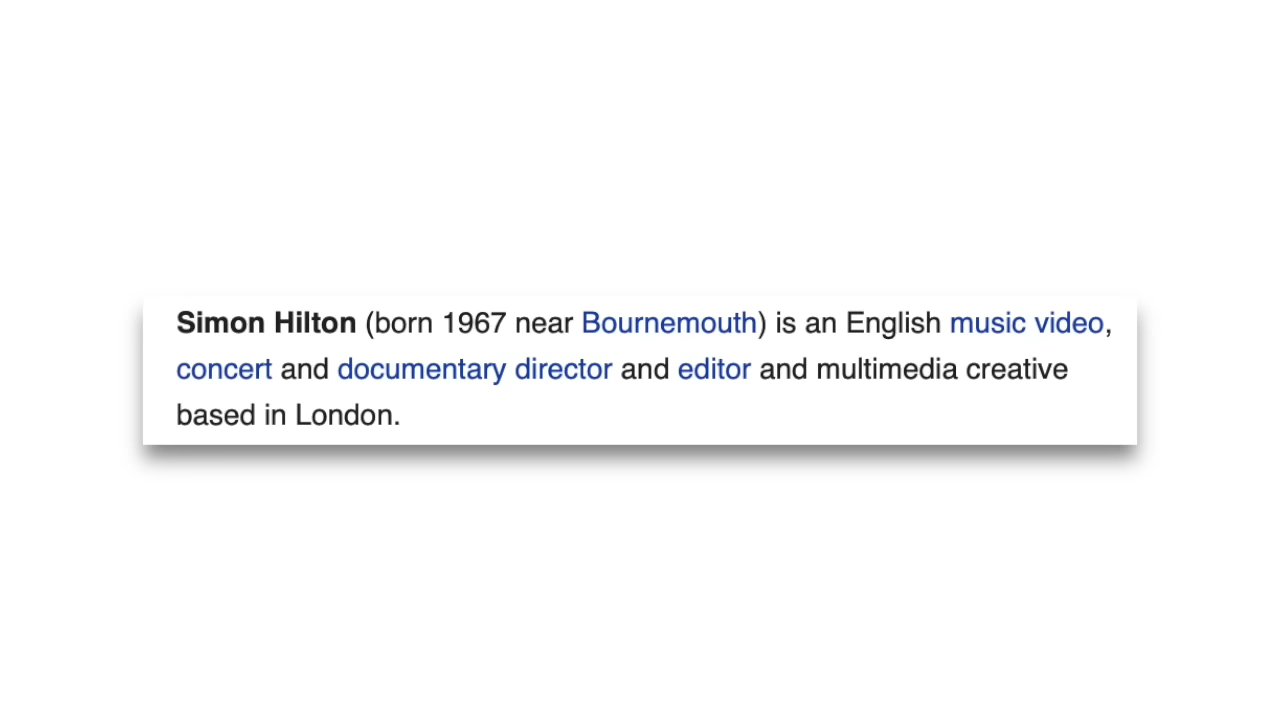 Simon Hilton (born 1967 near Bournemouth) is an English music video,
concert and documentary director and editor and multimedia creative
based in London.